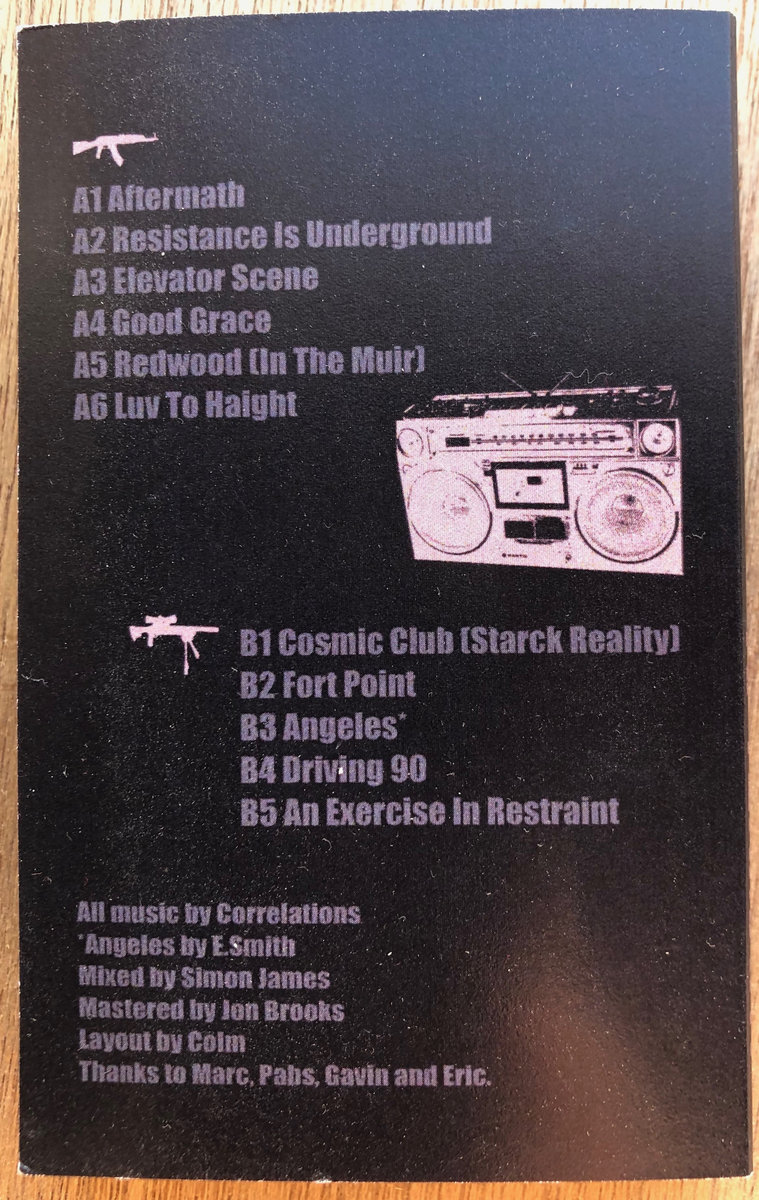 A1 Aftermath
A2 Resistance Is Underground
A3 Elevator Scene
A4 Good Grace
A5 Redwood (In The Muir)
A6 Luv To Haight
B1 Cosmic Club (Starck Reality)
B2 Fort Point
B3 Angeles*
B4 Driving 90
B5 An Exercise In Restraint
All music by Correlations
*Angeles by E.Smith
Mixed by Simon James
Mastered by Jon Brooks
Layout by Colm
Thanks to Marc, Pabs, Gavin and Eric.